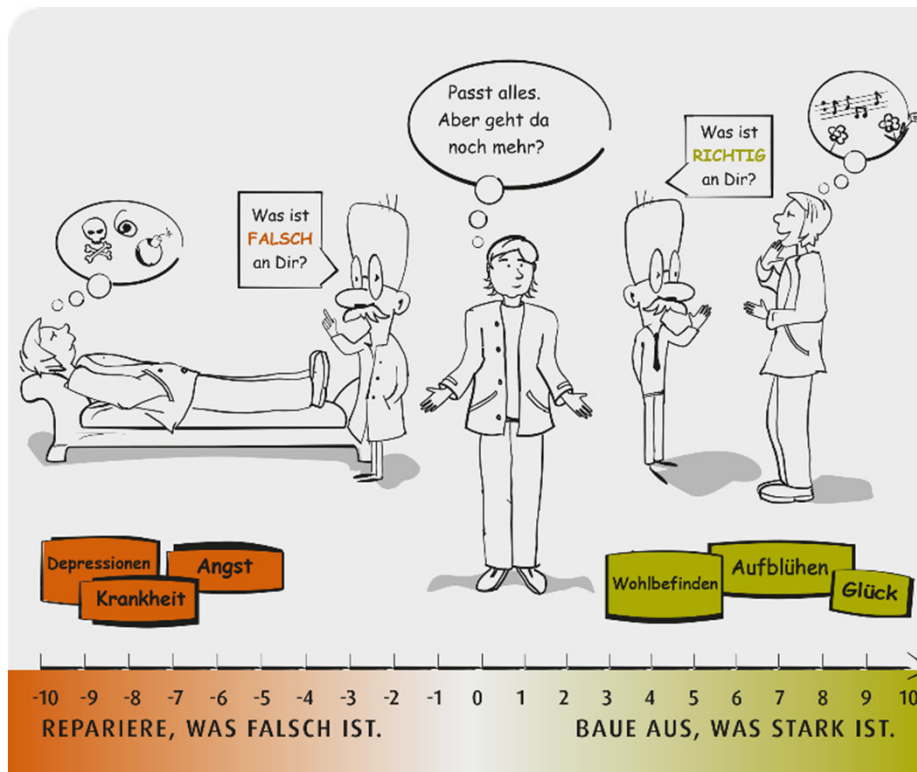 Passt alles.
Aber geht da
noch mehr?
Was ist
FALSCH
an Dir?
Was ist
RICHTIG
an Dir?
Depressionen
Angst
Krankheit
Wohlbefinden
Aufblühen
Glück
-10 -9 -8 -7 -6 -5 -4 -3 -2 -1 0 1 2 3 4 5 6 7 8 9 10
REPARIERE, WAS FALSCH IST. BAUE AUS, WAS STARK IST.